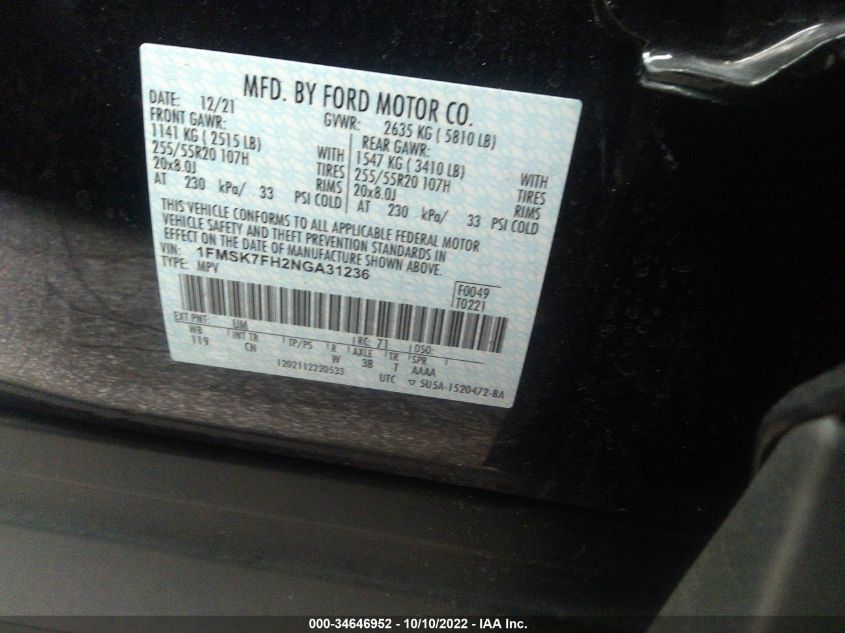 MFD. BY FORD MOTOR CO.
DATE: 12/21 GVWR: 2635 KG ( 5810 LB)
FRONT GAWR: REAR GAWR:
1141 KG ( 2515 LB) WITH 1547 KG ( 3410 LB) WITH
255/55R20 107H TIRES 255/55R20 107H TIRES
20x8.0J RIMS 20x8.0J RIMS
AT 230 kPa/ 33 PSI COLD AT 230 kPa/ 33 PSI COLD
THIS VEHICLE CONFORMS TO ALL APPLICABLE FEDERAL MOTOR
VEHICLE SAFETY AND THEFT PREVENTION STANDARDS IN
EFFECT ON THE DATE OF MANUFACTURE SHOWN ABOVE.
VIN: 1FMSK7FH2NGA31236
TYPE: MPV
F0049
T0221
EXT PNT: UM RC: 71 DSO:
WB INT TR TP/PS R AXLE TR SPR
119 CN W 3B T AAAA
1202112220533 UTC ▽ 5U5A-1520472-BA
000-34646952 - 10/10/2022 - IAA Inc.